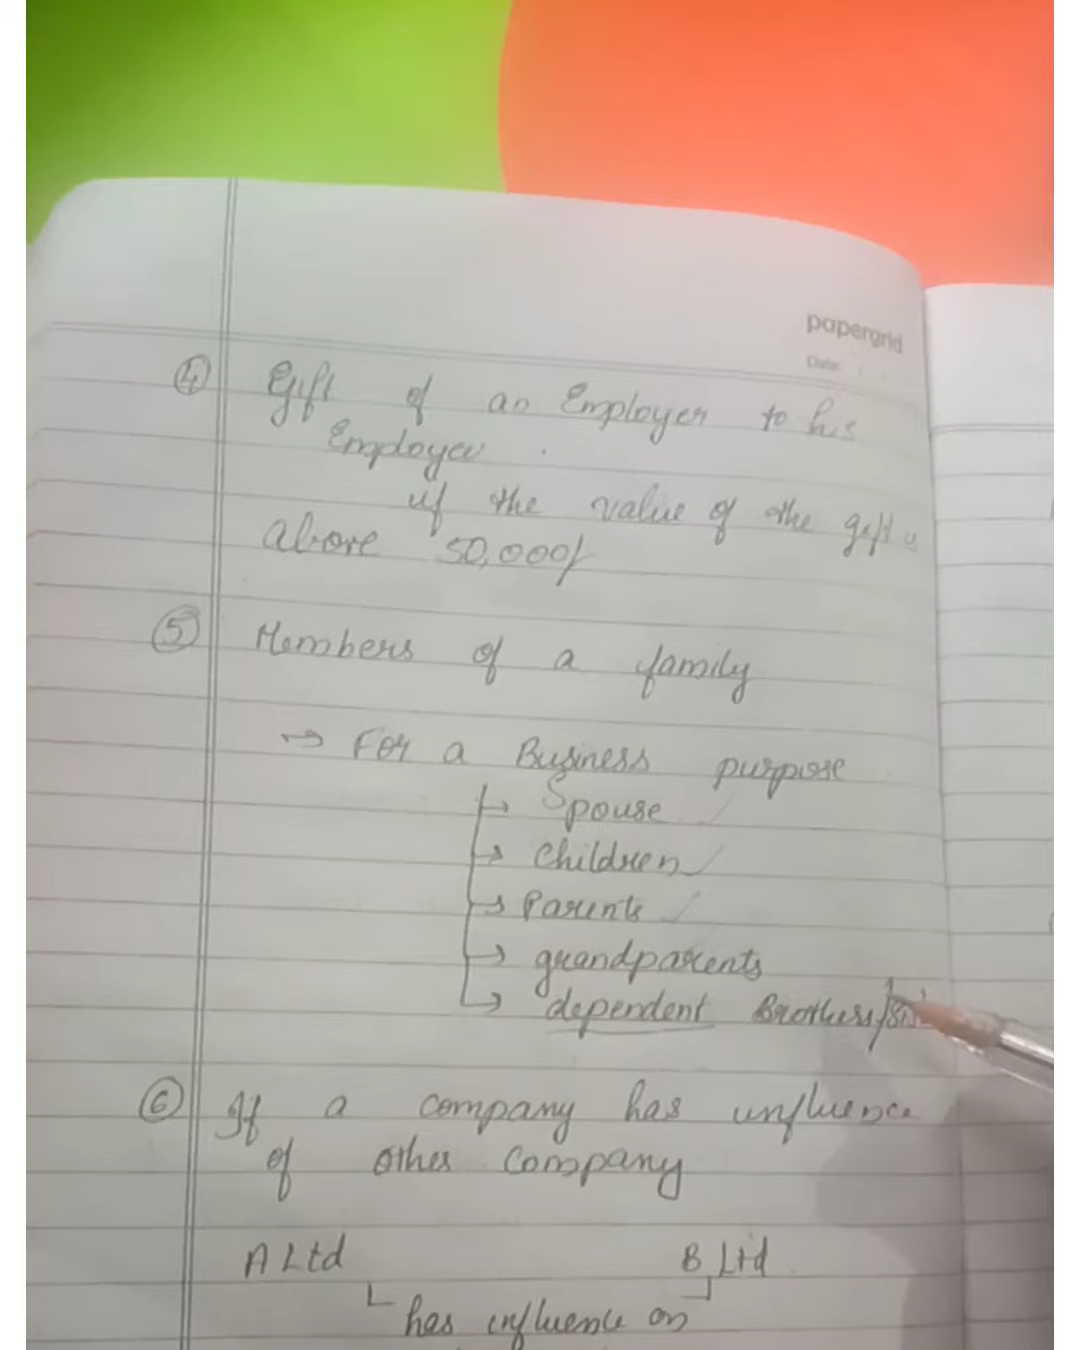 papergrid
Date:
④ Gift of an Employer to his
Employee.
if the value of the gift is
above 50,000/
⑤ Members of a family
→ For a Business purpose
→ Spouse ✓
→ Children ✓
→ Parents ✓
→ grandparents
→ dependent Brothers/
⑥ If a company has influence
of other company
A Ltd B Ltd
has influence on